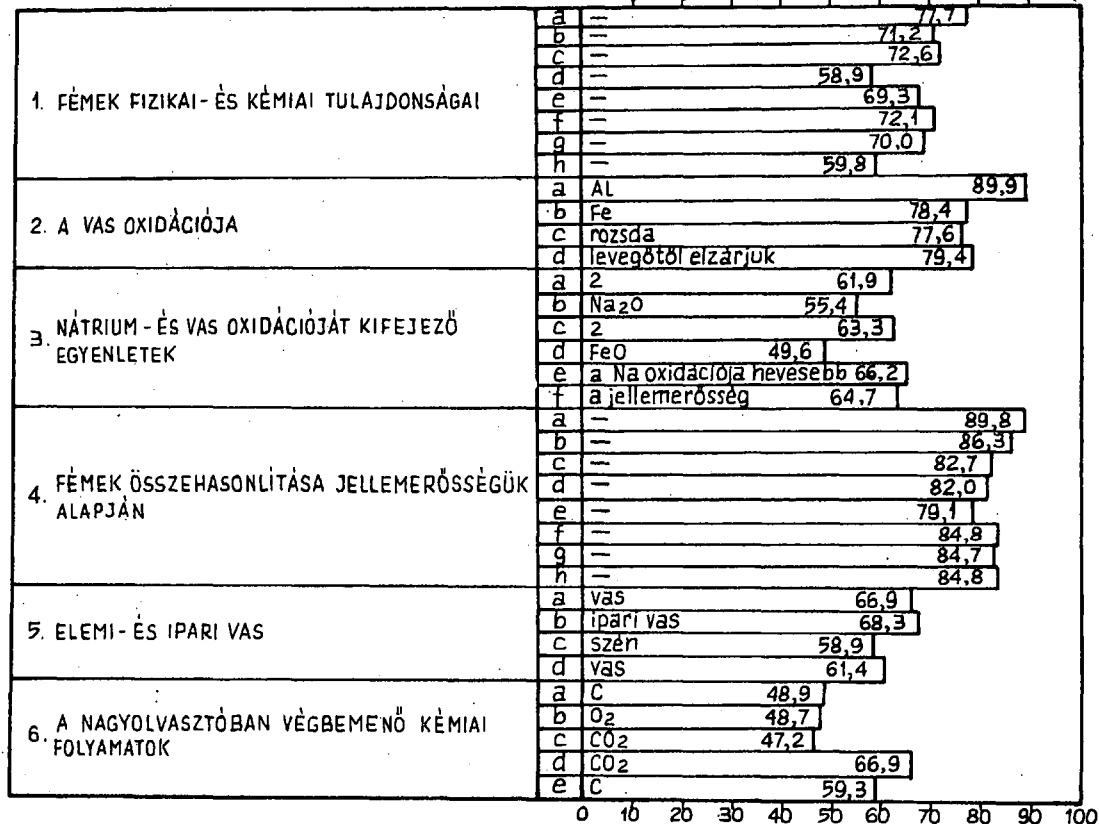 a — 77,7
b — 71,2
c — 72,6
d — 58,9
1. FÉMEK FIZIKAI- ÉS KÉMIAI TULAJDONSÁGAI
e — 69,3
f — 72,1
g — 70,0
h — 59,8
a AL 89,9
2. A VAS OXIDÁCIÓJA
b Fe 78,4
c rozsda 77,6
d levegőtől elzárjuk 79,4
a 2 61,9
b Na2O 55,4
3. NÁTRIUM- ÉS VAS OXIDÁCIÓJÁT KIFEJEZŐ
EGYENLETEK
c 2 63,3
d FeO 49,6
e a Na oxidációja hevesebb 66,2
f a jellemerősség 64,7
a — 89,8
b — 86,3
c — 82,7
4. FÉMEK ÖSSZEHASONLÍTÁSA JELLEMERŐSSÉGÜK
ALAPJÁN
d — 82,0
e — 79,1
f — 84,8
g — 84,7
h — 84,8
a vas 66,9
5. ELEMI- ÉS IPARI VAS
b ipari vas 68,3
c szén 58,9
d vas 61,4
a C 48,9
b O2 48,7
6. A NAGYOLVASZTÓBAN VÉGBEMENŐ KÉMIAI
FOLYAMATOK
c CO2 47,2
d CO2 66,9
e C 59,3
0 10 20 30 40 50 60 70 80 90 100